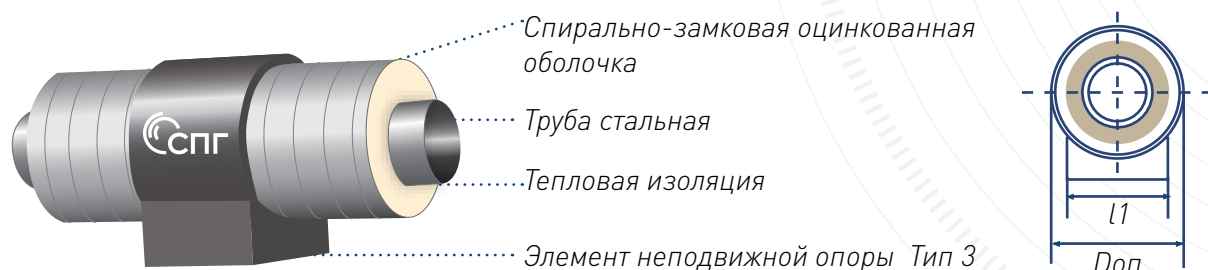 Спирально-замковая оцинкованная
оболочка
Труба стальная
Тепловая изоляция
Элемент неподвижной опоры Тип 3
СПГ
l1
Dоп